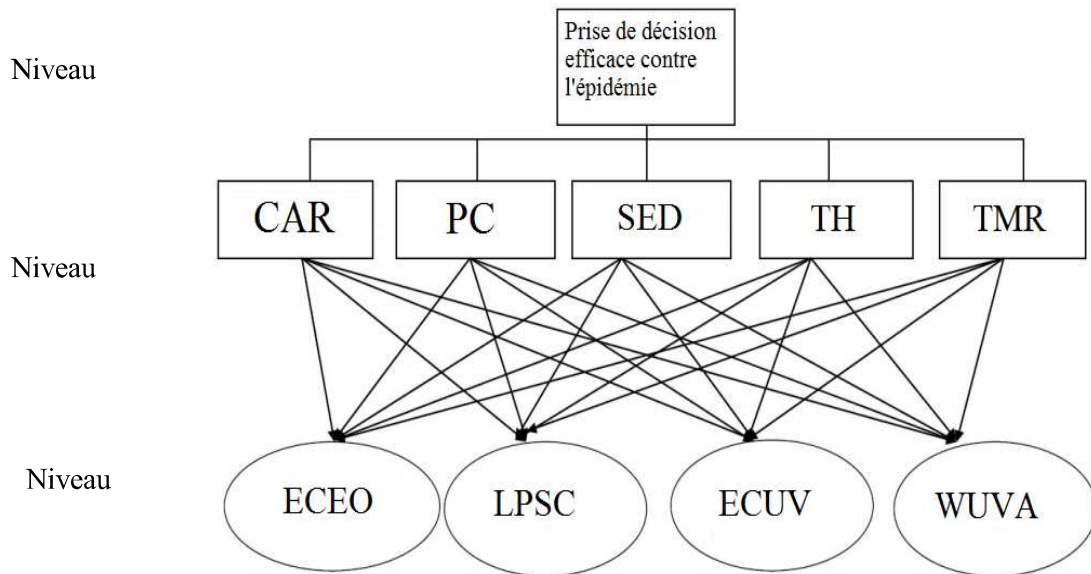 Prise de décision
efficace contre
l'épidémie
Niveau
CAR PC SED TH TMR
Niveau
ECEO LPSC ECUV WUVA
Niveau